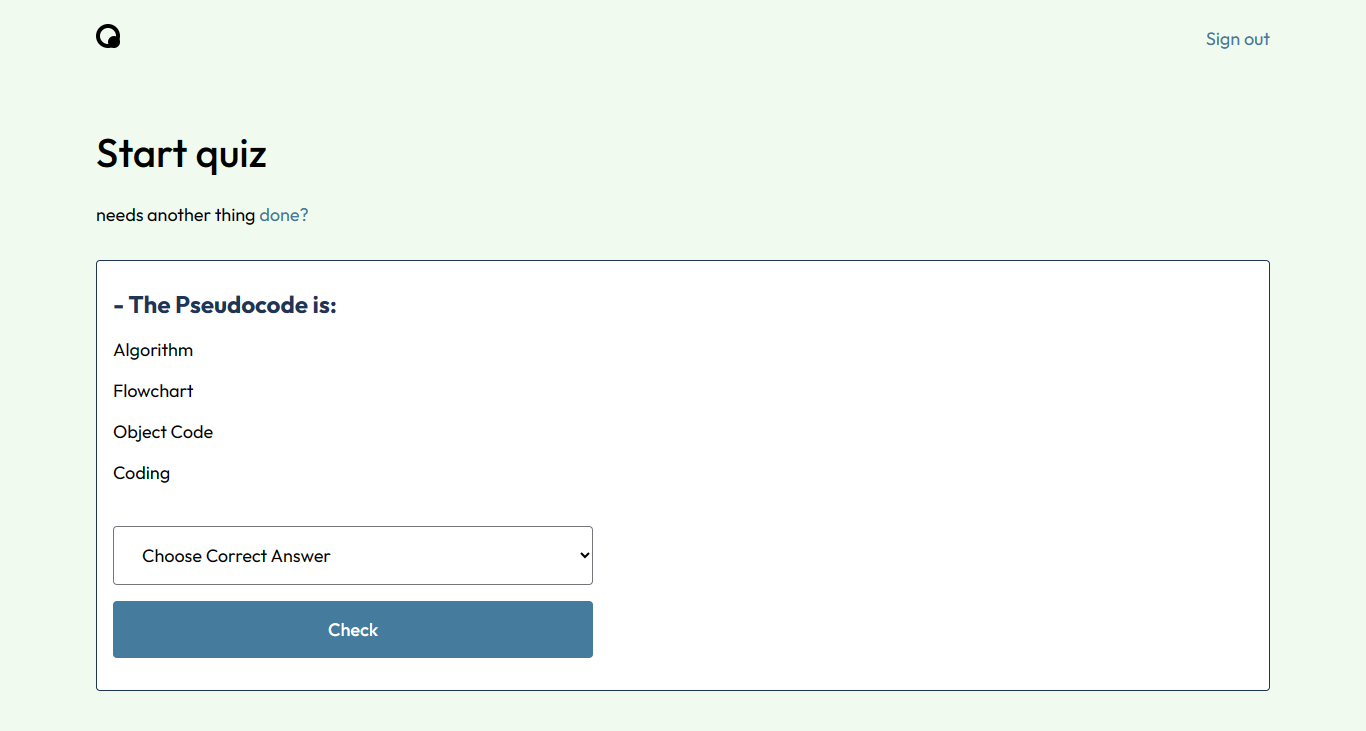 Sign out
Start quiz
needs another thing done?
- The Pseudocode is:
Algorithm
Flowchart
Object Code
Coding
Choose Correct Answer
Check